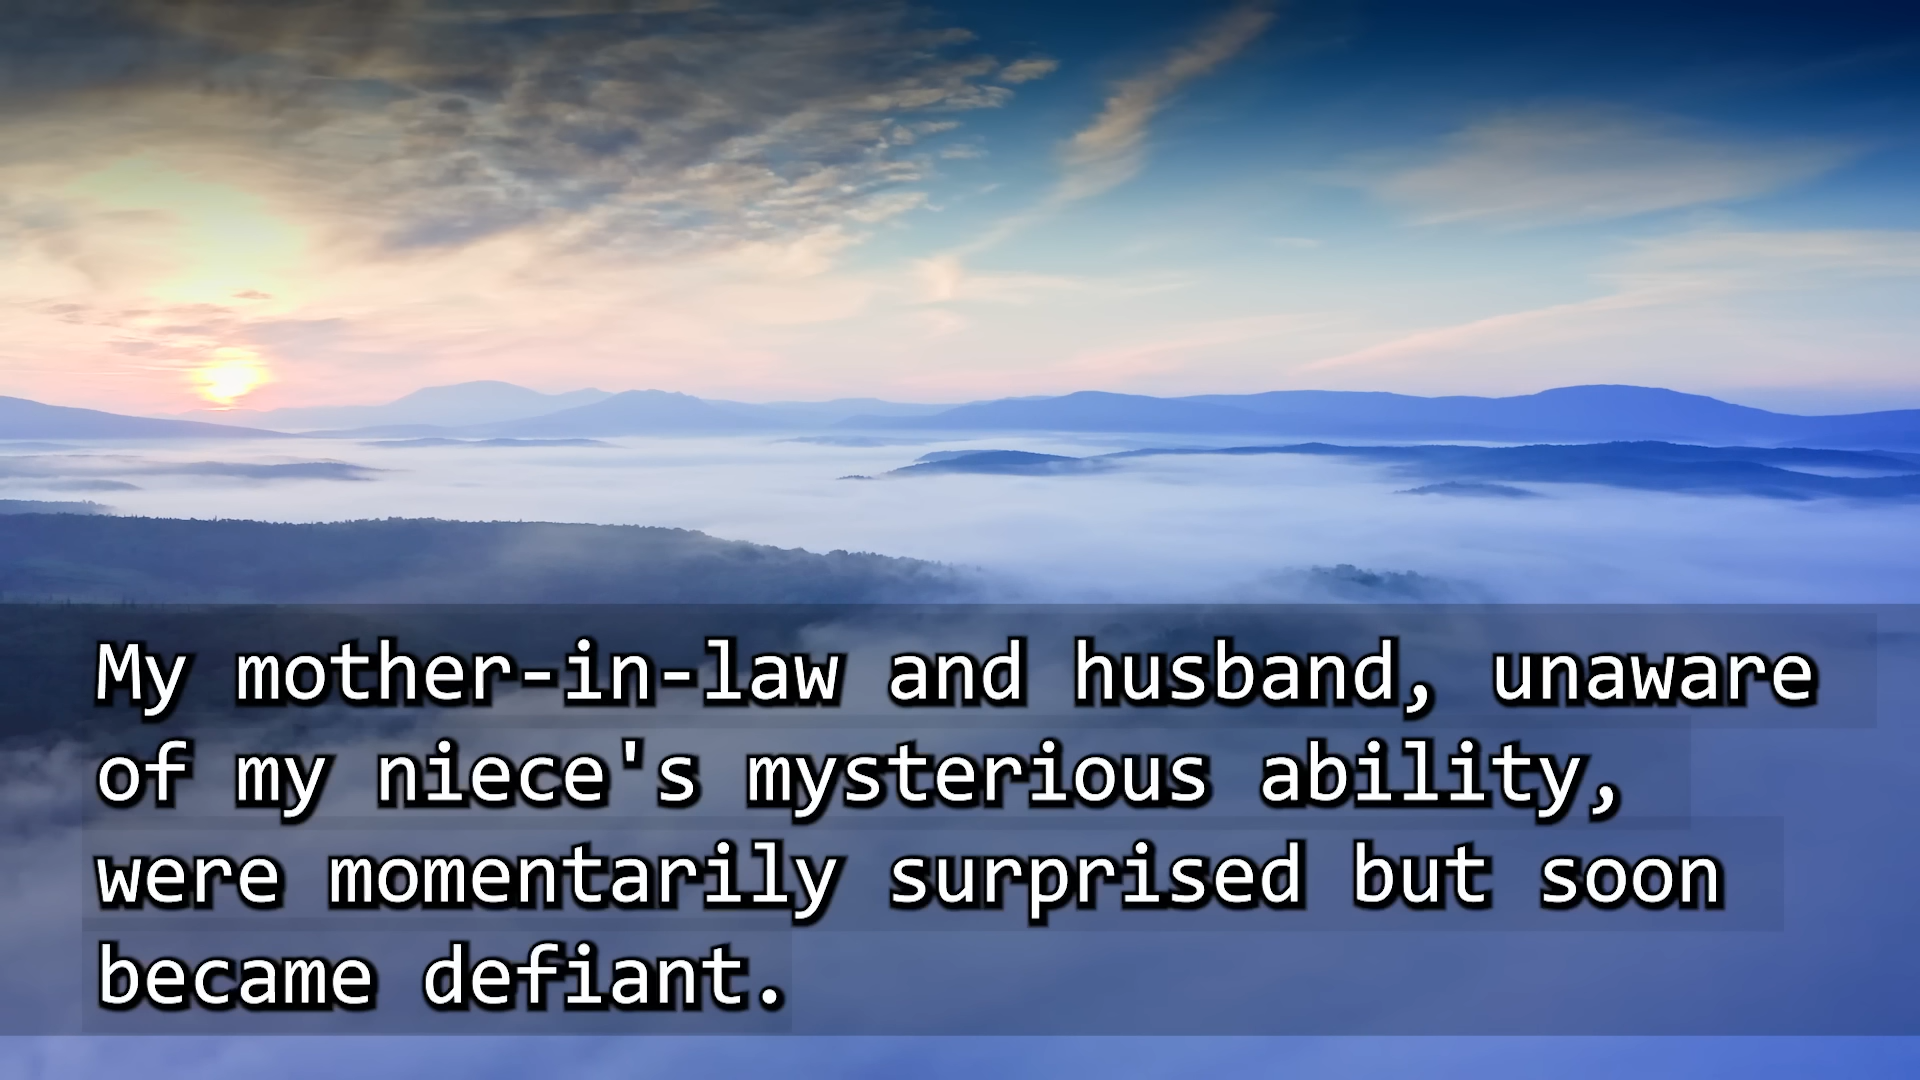 My mother-in-law and husband, unaware
of my niece's mysterious ability,
were momentarily surprised but soon
became defiant.